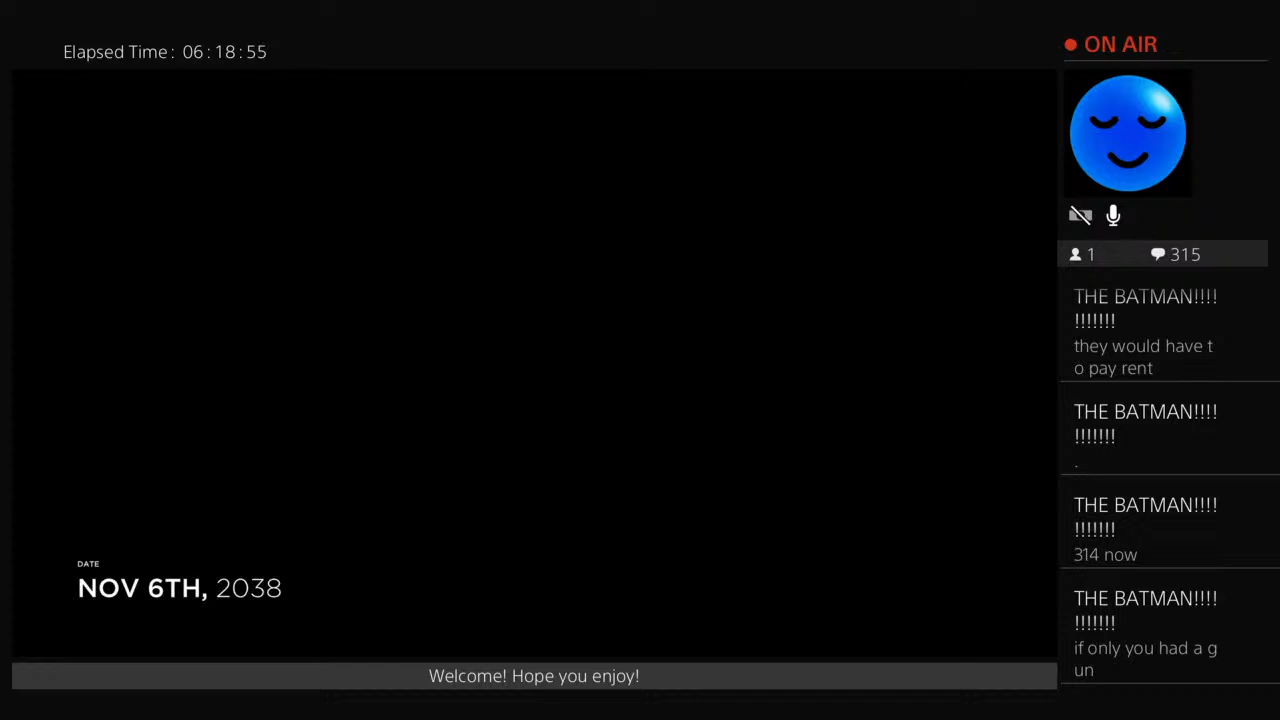 Elapsed Time: 06:18:55
ON AIR
1 315
THE BATMAN!!!!
!!!!!!!
they would have t
o pay rent
THE BATMAN!!!!
!!!!!!!
.
THE BATMAN!!!!
!!!!!!!
314 now
THE BATMAN!!!!
!!!!!!!
if only you had a g
un
DATE
NOV 6TH, 2038
Welcome! Hope you enjoy!